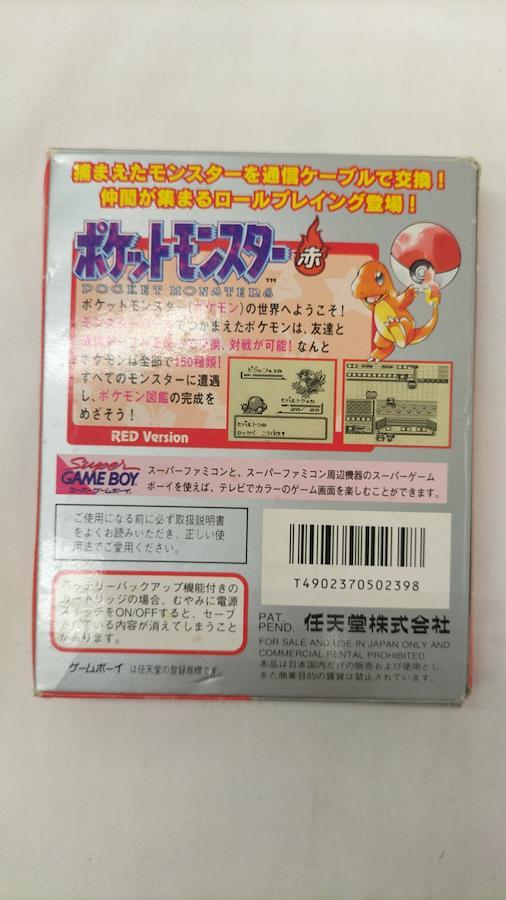 捕まえたモンスターを通信ケーブルで交換！
仲間が集まるロールプレイング登場！
ポケットモンスター 赤
TM
POCKET MONSTERS
ポケットモンスター(ポケモン)の世界へようこそ！
でつかまえたポケモンは、友達と
交換、対戦が可能！なんと
ポケモンは全部で150種類！
すべてのモンスターに遭遇
し、ポケモン図鑑の完成を
めざそう！
20/20
RED Version
Super
GAME BOY
スーパーゲームボーイ
スーパーファミコンと、スーパーファミコン周辺機器のスーパーゲーム
ボーイを使えば、テレビでカラーのゲーム画面を楽しむことができます。
ご使用になる前に必ず取扱説明書
をよくお読みいただき、正しい使
用法でご愛用ください。
T4902370502398
バッテリーバックアップ機能付きの
カートリッジの場合、むやみに電源
スイッチをON/OFFすると、セーブ
されている内容が消えてしまうこと
があります。
PAT.
PEND.
任天堂株式会社
FOR SALE AND USE IN JAPAN ONLY AND
COMMERCIAL RENTAL PROHIBITED.
本品は日本国内だけの販売および使用とし、
また商業目的の賃貸は禁止されています。
ゲームボーイ は任天堂の登録商標です。